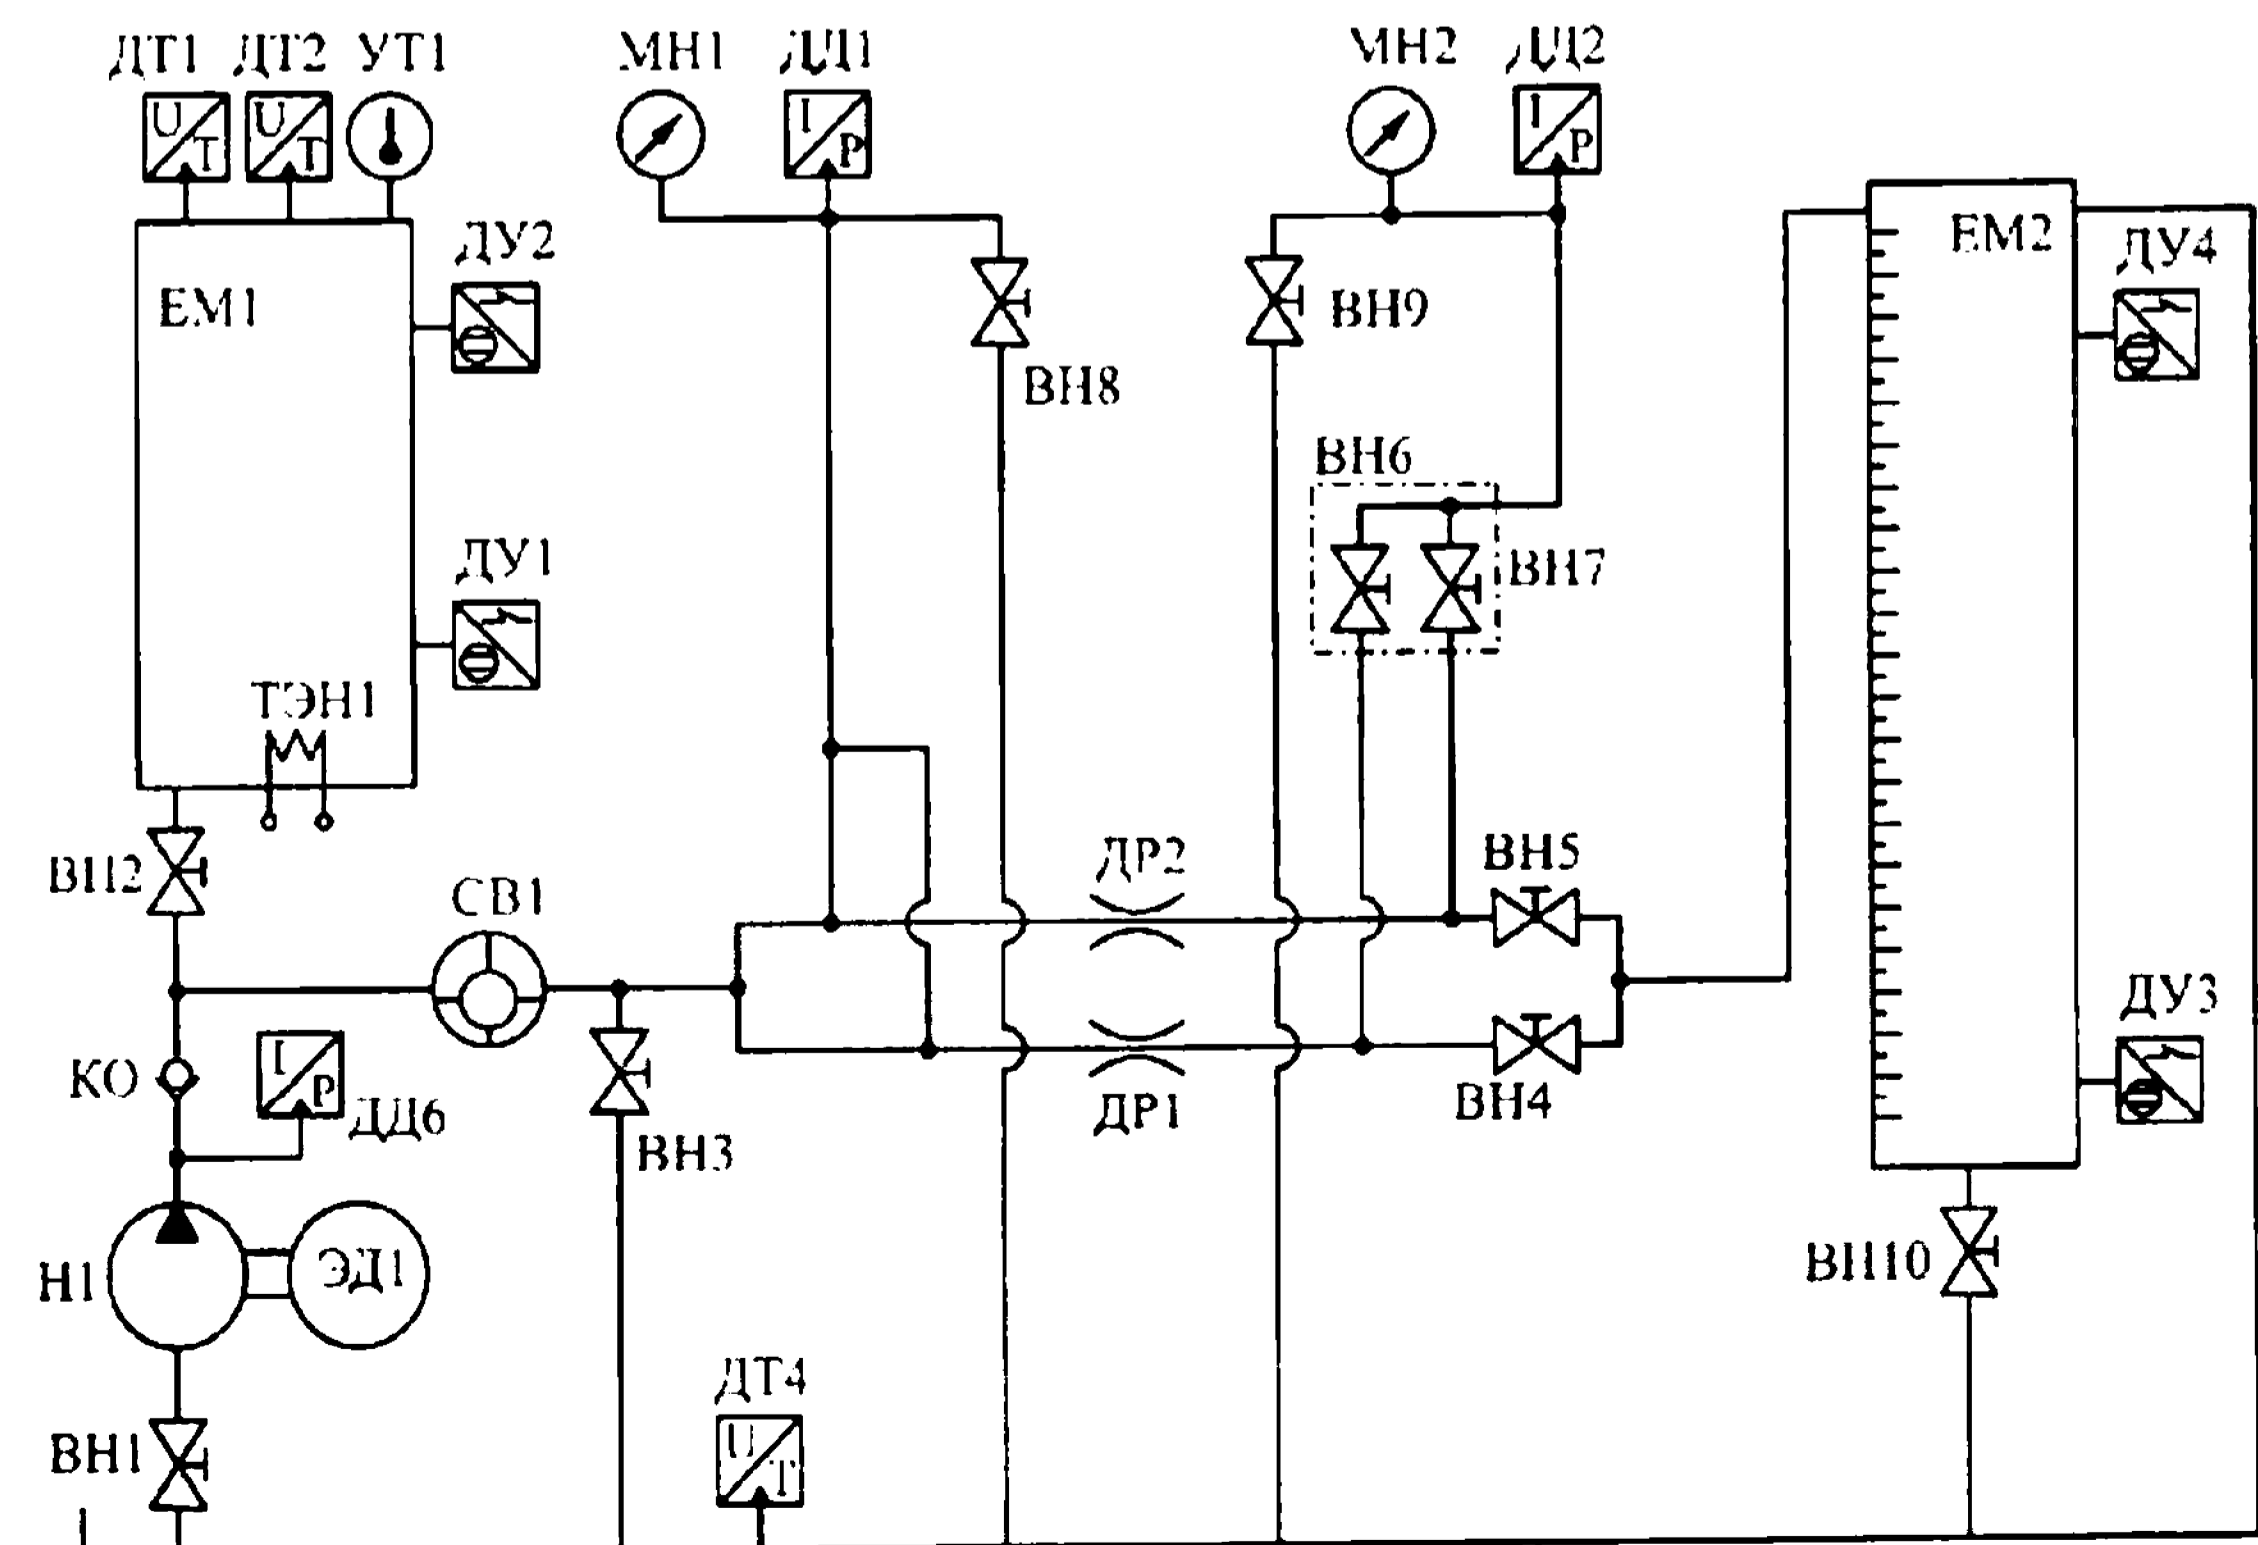 ДТ1 ДТ2 УТ1 МН1 ДД1 МН2 ДД2
U T U T I P I P
ДУ2 ЕМ2 ДУ4
ЕМ1 ВН9
ВН8
ВН6
ДУ1 ВН7
ТЭН1
ВН2 СВ1 ДР2 ВН5
ДУ3
КО I P ДД6 ДР1 ВН4
ВН3
Н1 ЭД1 ВН10
ДТ4
ВН1 U T